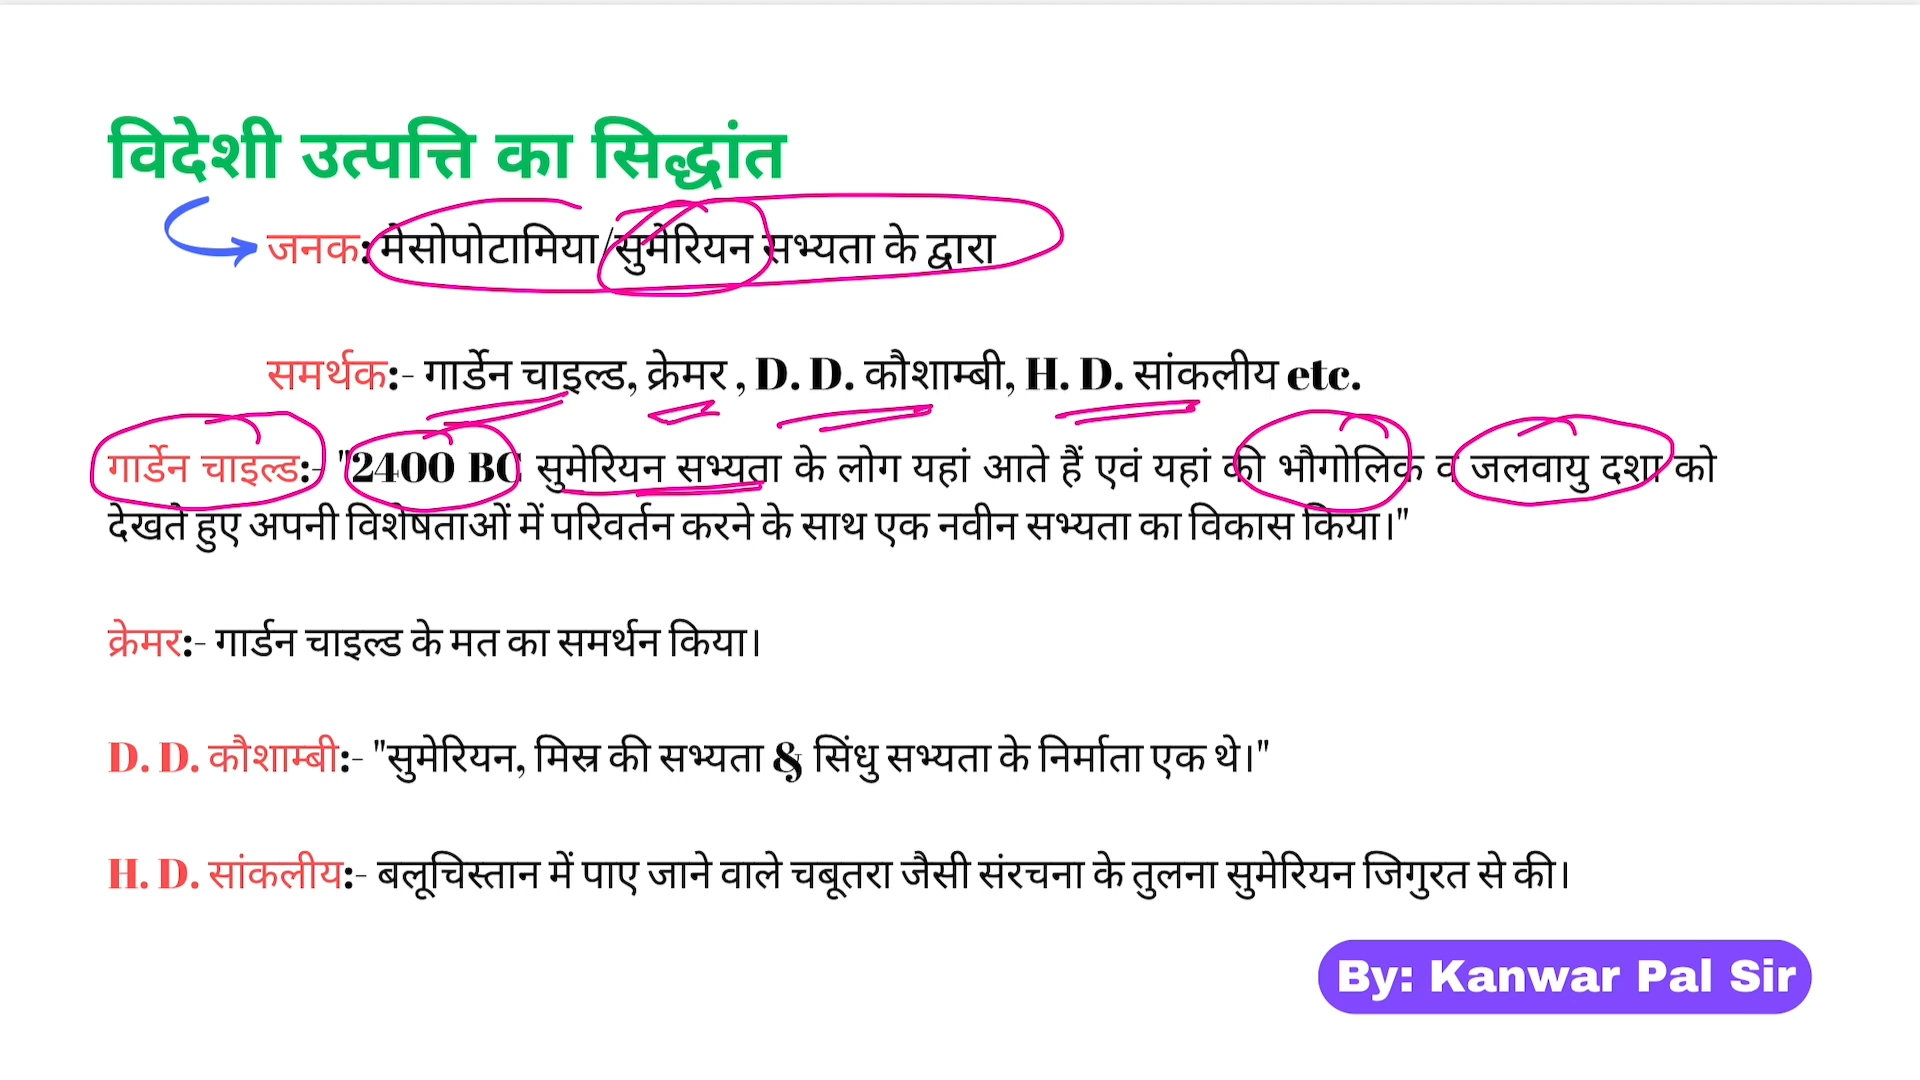 विदेशी उत्पत्ति का सिद्धांत
जनक: मेसोपोटामिया/सुमेरियन सभ्यता के द्वारा
समर्थक:- गार्डेन चाइल्ड, क्रेमर , D. D. कौशाम्बी, H. D. सांकलीय etc.
गार्डेन चाइल्ड:- "2400 BC सुमेरियन सभ्यता के लोग यहां आते हैं एवं यहां की भौगोलिक व जलवायु दशा को
देखते हुए अपनी विशेषताओं में परिवर्तन करने के साथ एक नवीन सभ्यता का विकास किया।"
क्रेमर:- गार्डन चाइल्ड के मत का समर्थन किया।
D. D. कौशाम्बी:- "सुमेरियन, मिस्र की सभ्यता & सिंधु सभ्यता के निर्माता एक थे।"
H. D. सांकलीय:- बलूचिस्तान में पाए जाने वाले चबूतरा जैसी संरचना के तुलना सुमेरियन जिगुरत से की।
By: Kanwar Pal Sir